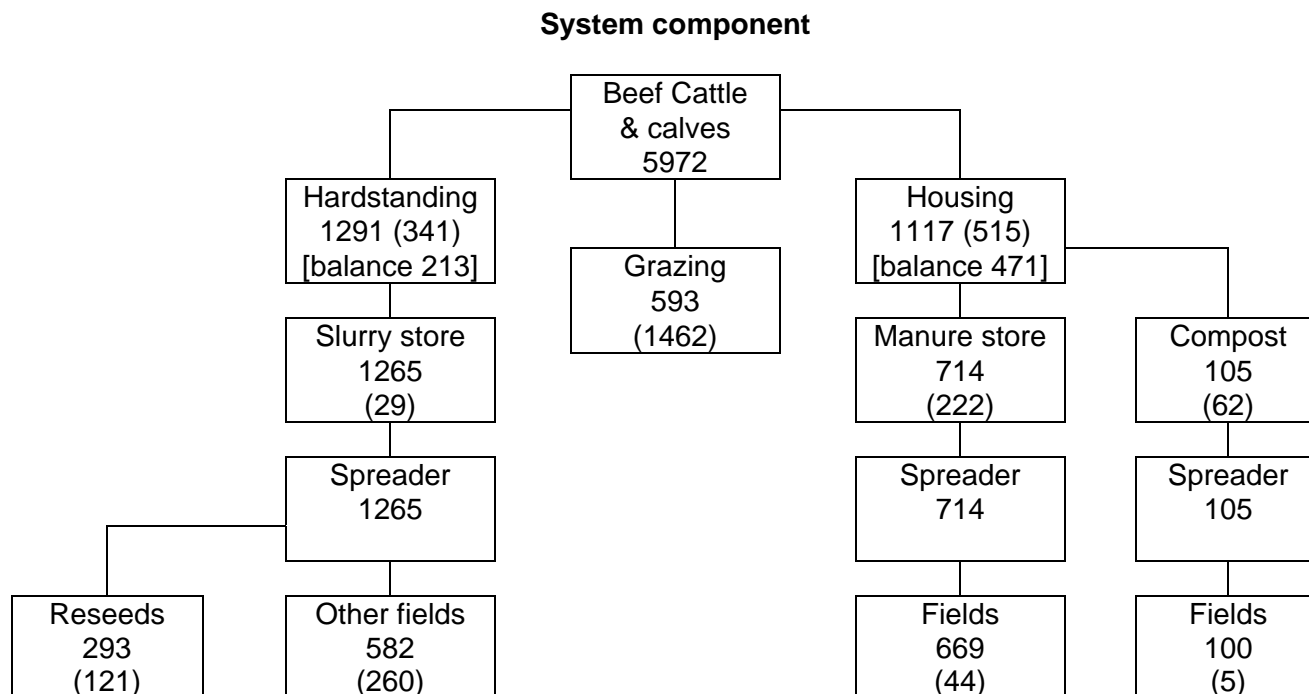 System component
Beef Cattle
& calves
5972
Hardstanding
1291 (341)
[balance 213]
Grazing
593
(1462)
Housing
1117 (515)
[balance 471]
Slurry store
1265
(29)
Manure store
714
(222)
Compost
105
(62)
Spreader
1265
Spreader
714
Spreader
105
Reseeds
293
(121)
Other fields
582
(260)
Fields
669
(44)
Fields
100
(5)